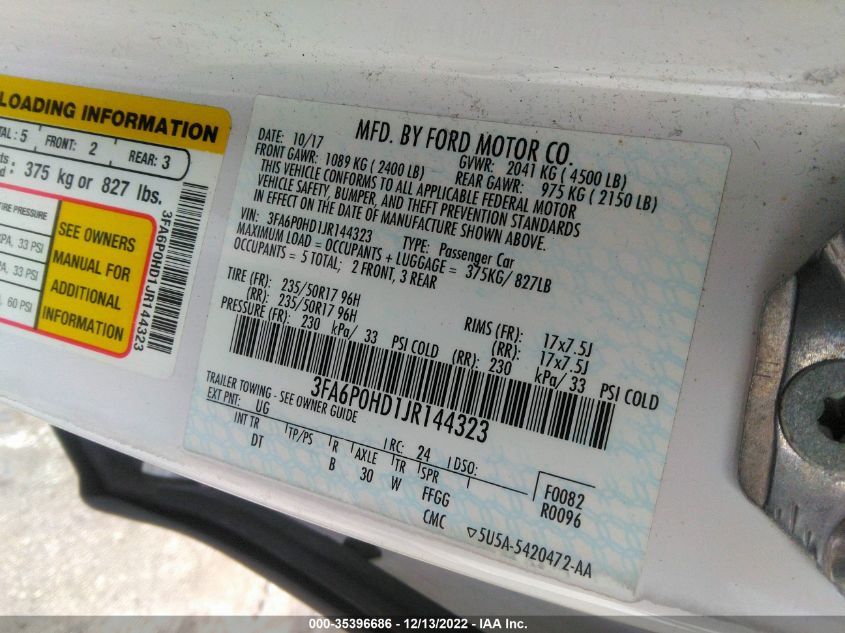 LOADING INFORMATION
TAL : 5 FRONT: 2 REAR: 3
375 kg or 827 lbs.
TIRE PRESSURE
PA, 33 PSI
PA, 33 PSI
60 PSI
SEE OWNERS
MANUAL FOR
ADDITIONAL
INFORMATION
3FA6P0HD1JR144323
MFD. BY FORD MOTOR CO.
DATE: 10/17 GVWR: 2041 KG ( 4500 LB)
FRONT GAWR: 1089 KG ( 2400 LB) REAR GAWR: 975 KG ( 2150 LB)
THIS VEHICLE CONFORMS TO ALL APPLICABLE FEDERAL MOTOR
VEHICLE SAFETY, BUMPER, AND THEFT PREVENTION STANDARDS
IN EFFECT ON THE DATE OF MANUFACTURE SHOWN ABOVE.
VIN: 3FA6P0HD1JR144323 TYPE: Passenger Car
MAXIMUM LOAD = OCCUPANTS + LUGGAGE = 375KG/ 827LB
OCCUPANTS = 5 TOTAL; 2 FRONT, 3 REAR
TIRE (FR): 235/50R17 96H RIMS (FR): 17x7.5J
(RR): 235/50R17 96H (RR): 17x7.5J
PRESSURE (FR): 230 kPa/ 33 PSI COLD (RR): 230 kPa/33 PSI COLD
3FA6P0HD1JR144323
TRAILER TOWING - SEE OWNER GUIDE
EXT PNT: UG RC: 24 DSO:
INT TR TP/PS R AXLE TR SPR
DT B 30 W FFGG
CMC
F0082
R0096
▽5U5A-5420472-AA
000-35396686 - 12/13/2022 - IAA Inc.